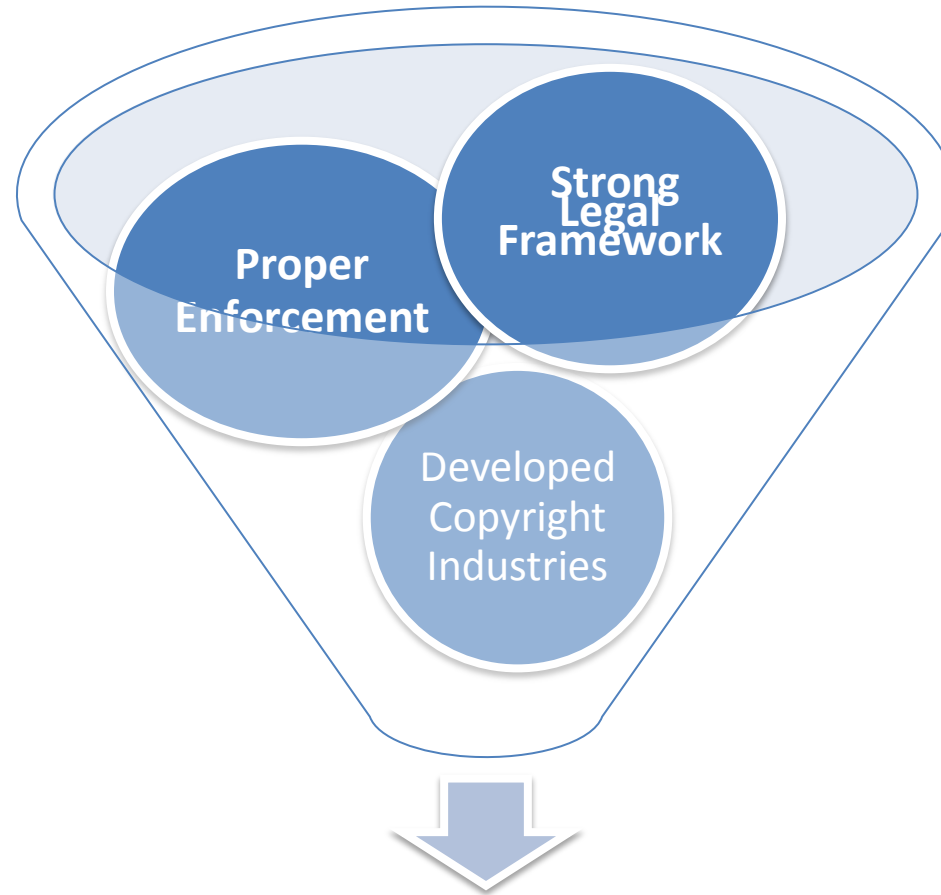 Strong
Legal
Framework
Proper
Enforcement
Developed
Copyright
Industries